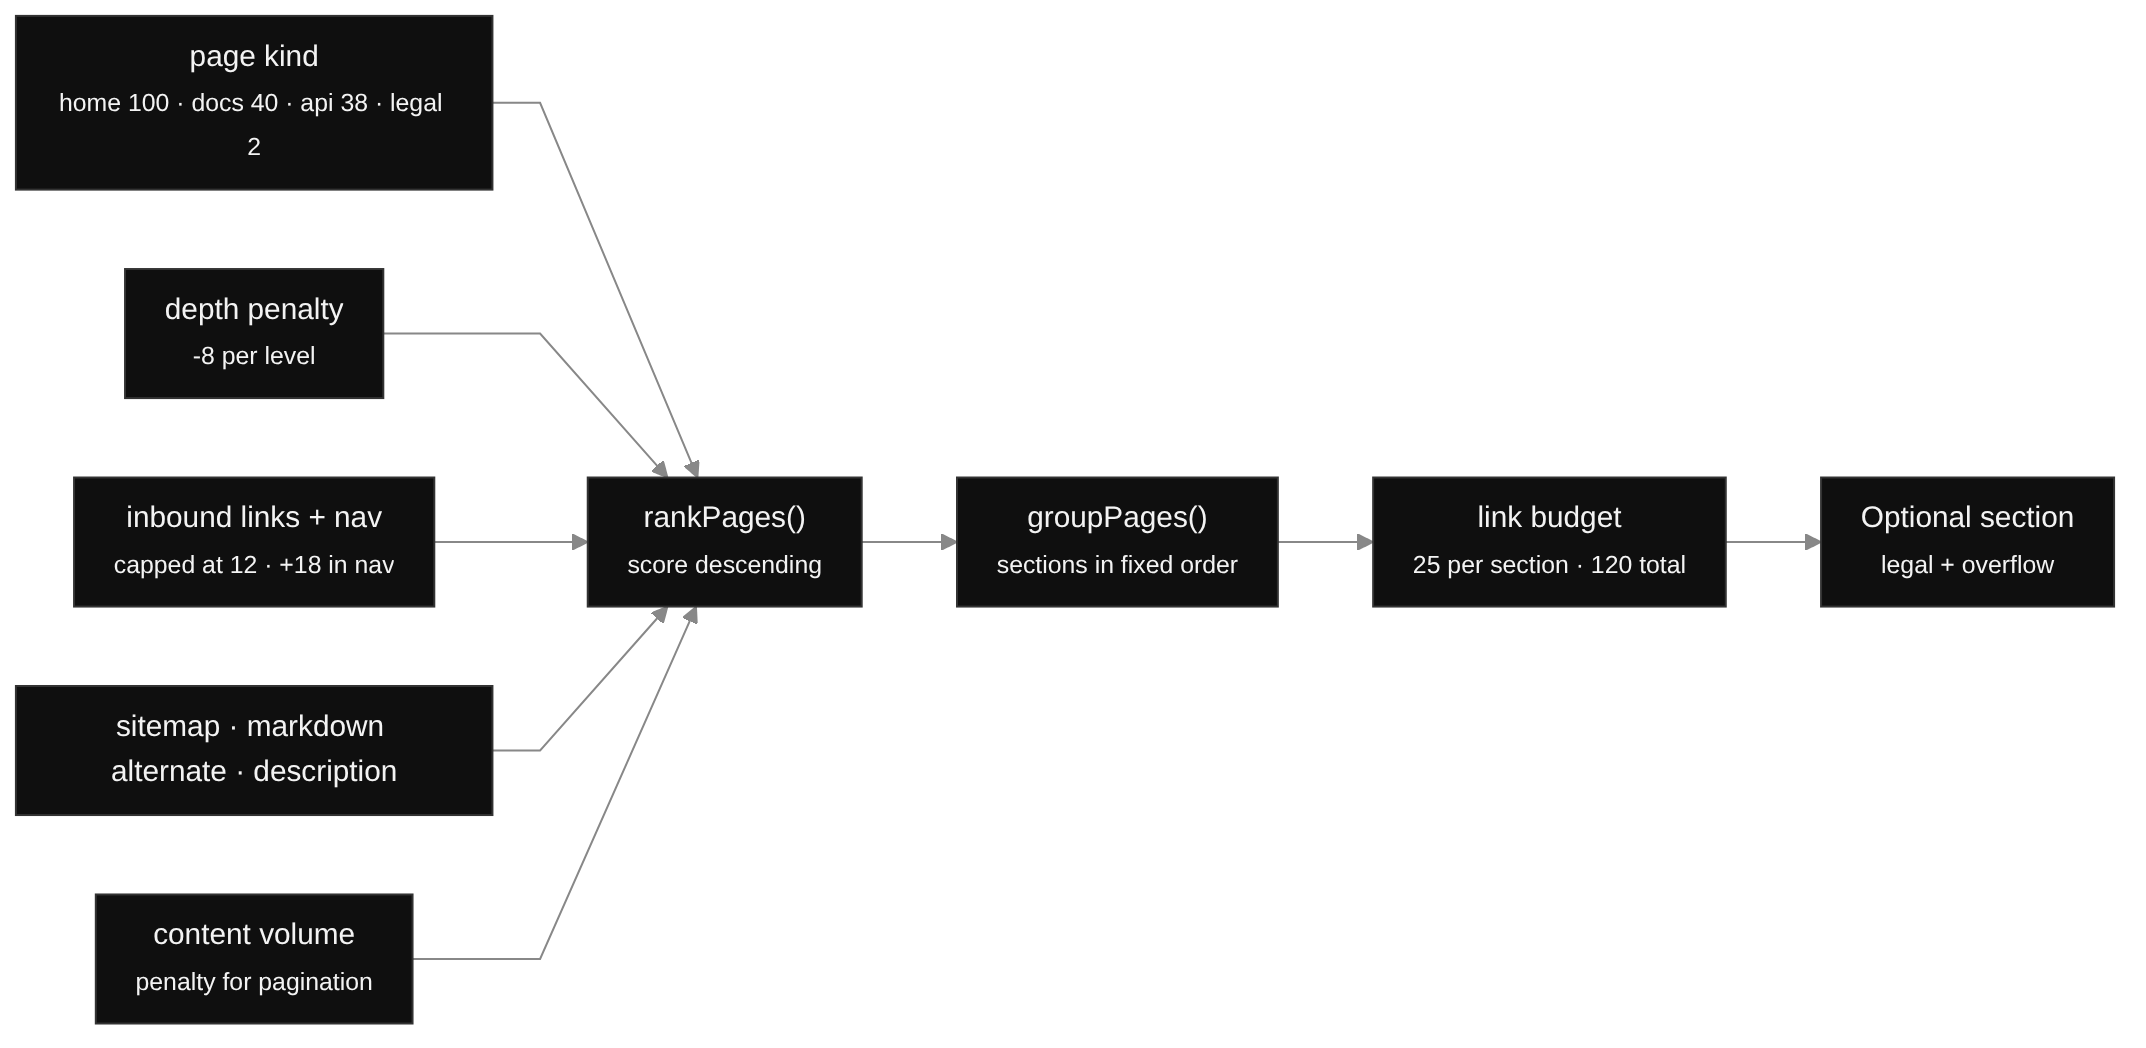 page kind
home 100 · docs 40 · api 38 · legal
2
depth penalty
-8 per level
inbound links + nav
capped at 12 · +18 in nav
sitemap · markdown
alternate · description
content volume
penalty for pagination
rankPages()
score descending
groupPages()
sections in fixed order
link budget
25 per section · 120 total
Optional section
legal + overflow